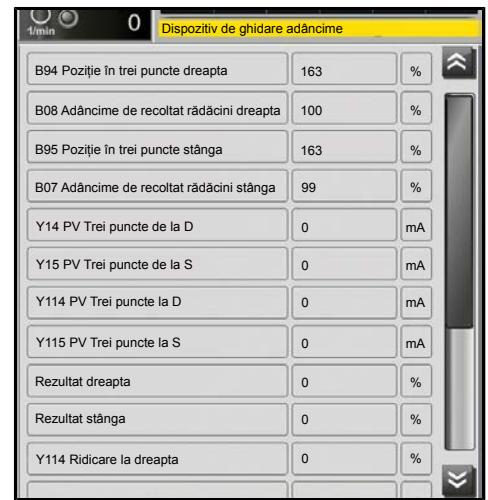 1/min 0 Dispozitiv de ghidare adâncime
B94 Poziție în trei puncte dreapta 163 %
B08 Adâncime de recoltat rădăcini dreapta 100 %
B95 Poziție în trei puncte stânga 163 %
B07 Adâncime de recoltat rădăcini stânga 99 %
Y14 PV Trei puncte de la D 0 mA
Y15 PV Trei puncte de la S 0 mA
Y114 PV Trei puncte la D 0 mA
Y115 PV Trei puncte la S 0 mA
Rezultat dreapta 0 %
Rezultat stânga 0 %
Y114 Ridicare la dreapta 0 %